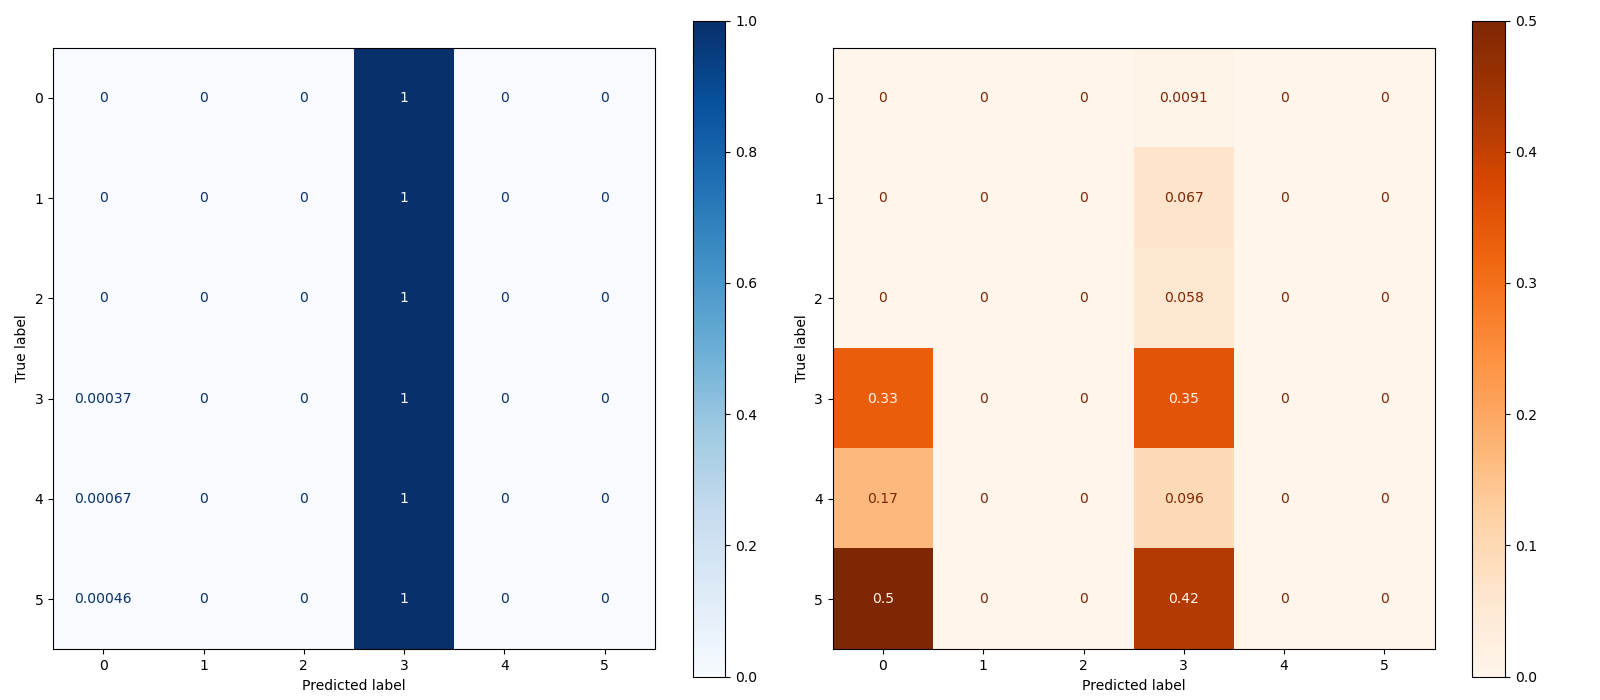 1.0
0 0 0 0 1 0 0
0.8
1 0 0 0 1 0 0
0.6
2 0 0 0 1 0 0
True label
0.4
3 0.00037 0 0 1 0 0
4 0.00067 0 0 1 0 0
0.2
5 0.00046 0 0 1 0 0
0.0
0 1 2 3 4 5
Predicted label
0.5
0 0 0 0 0.0091 0 0
0.4
1 0 0 0 0.067 0 0
0.3
2 0 0 0 0.058 0 0
True label
0.2
3 0.33 0 0 0.35 0 0
4 0.17 0 0 0.096 0 0
0.1
5 0.5 0 0 0.42 0 0
0.0
0 1 2 3 4 5
Predicted label